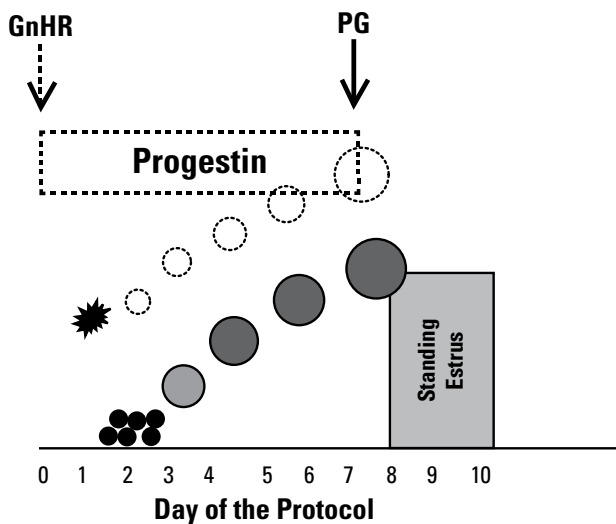 GnHR
PG
Progestin
Standing
Estrus
0 1 2 3 4 5 6 7 8 9 10
Day of the Protocol